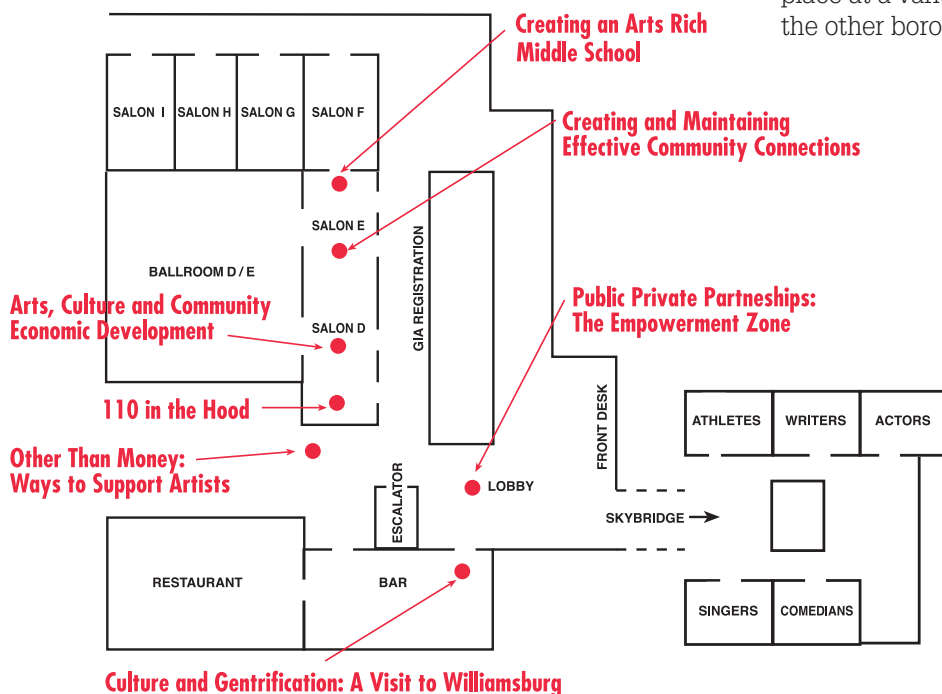 place at a
the other
Creating an Arts Rich
Middle School
SALON I
SALON H
SALON G
SALON F
Creating and Maintaining
Effective Community Connections
SALON E
BALLROOM D / E
GIA REGISTRATION
Arts, Culture and Community
Economic Development
SALON D
Public Private Partneships:
The Empowerment Zone
110 in the Hood
FRONT DESK
ATHLETES
WRITERS
ACTORS
Other Than Money:
Ways to Support Artists
LOBBY
ESCALATOR
SKYBRIDGE
RESTAURANT
BAR
SINGERS
COMEDIANS
Culture and Gentrification: A Visit to Williamsburg